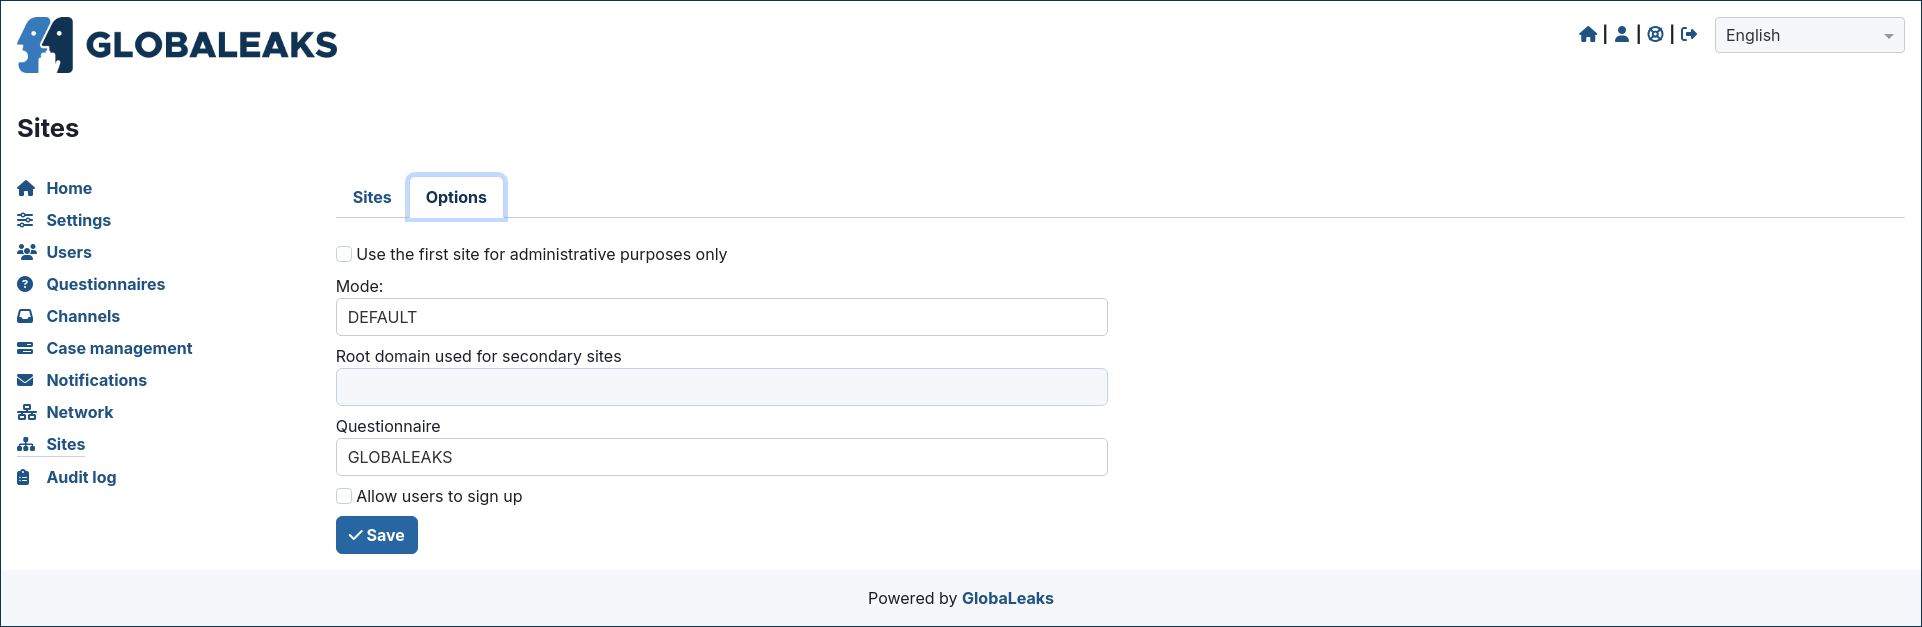 GLOBALEAKS
| | |
English
Sites
Home
Settings
Users
Questionnaires
Channels
Case management
Notifications
Network
Sites
Audit log
Sites Options
Use the first site for administrative purposes only
Mode:
DEFAULT
Root domain used for secondary sites
Questionnaire
GLOBALEAKS
Allow users to sign up
Save
Powered by GlobaLeaks